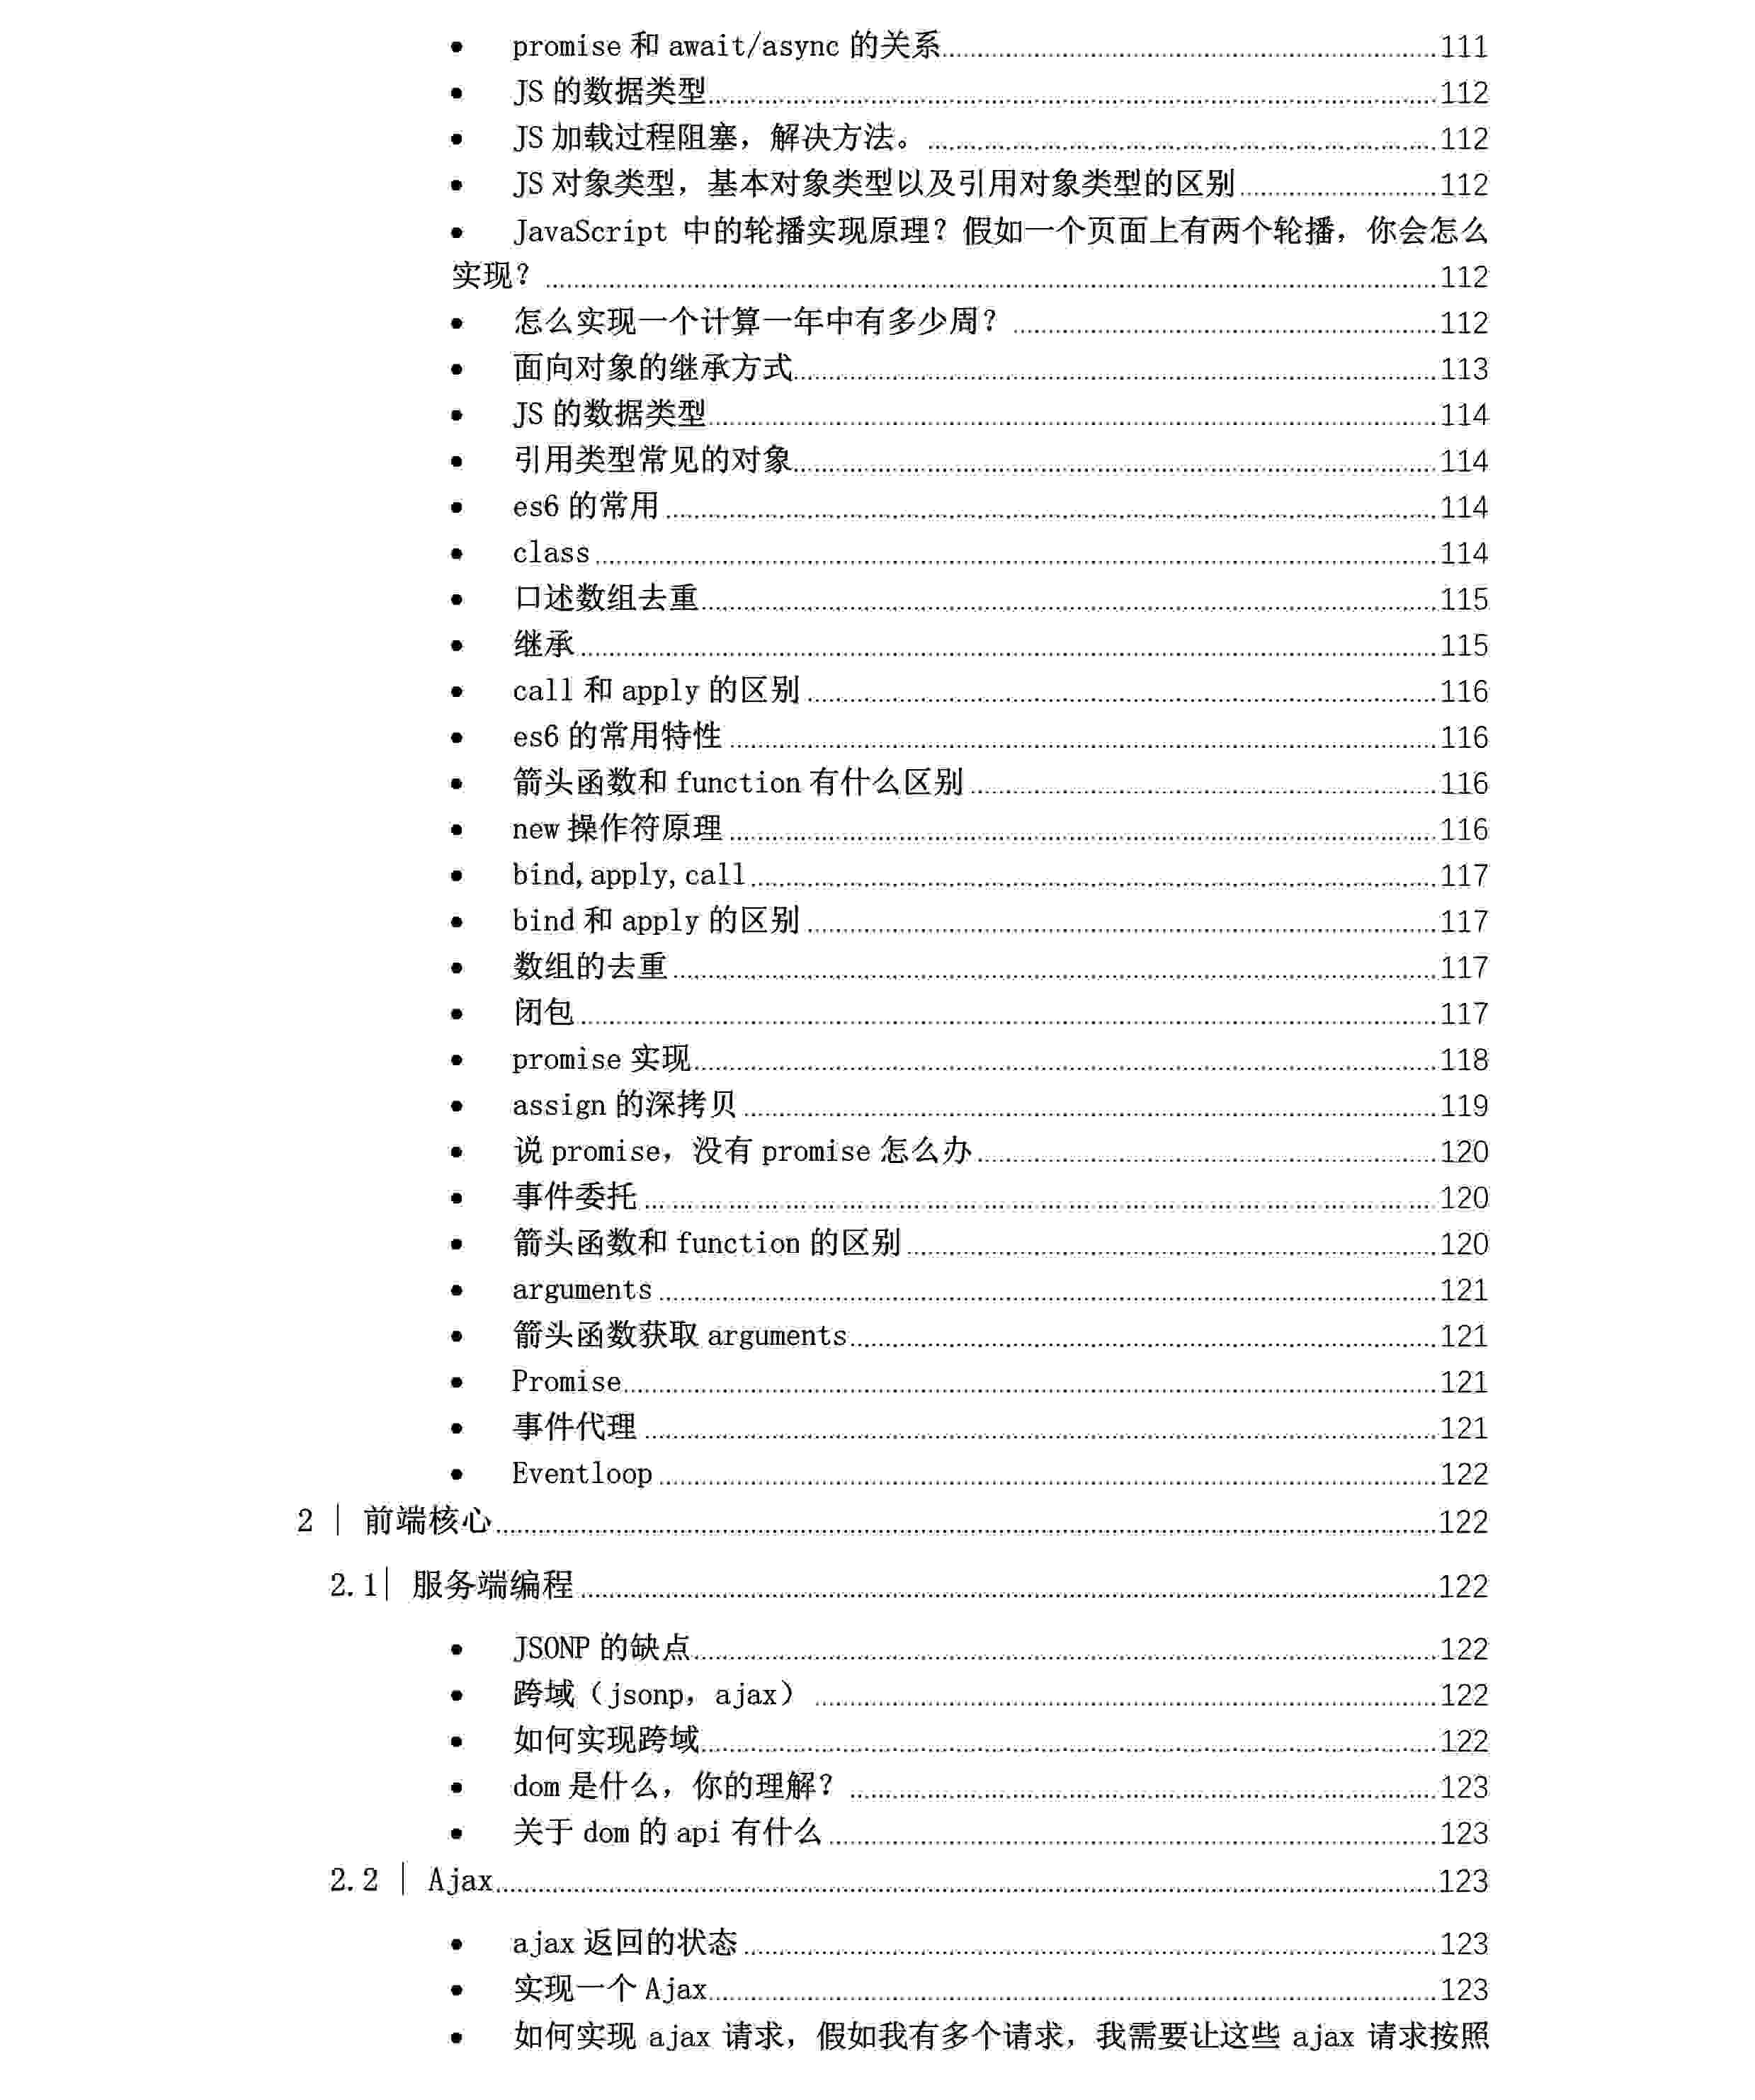 • promise 和 await/async 的关系........111
• JS 的数据类型........112
• JS 加载过程阻塞，解决方法。........112
• JS 对象类型，基本对象类型以及引用对象类型的区别........112
• JavaScript 中的轮播实现原理？假如一个页面上有两个轮播，你会怎么
实现？........112
• 怎么实现一个计算一年中有多少周？........112
• 面向对象的继承方式........113
• JS 的数据类型........114
• 引用类型常见的对象........114
• es6 的常用........114
• class........114
• 口述数组去重........115
• 继承........115
• call 和 apply 的区别........116
• es6 的常用特性........116
• 箭头函数和 function 有什么区别........116
• new 操作符原理........116
• bind,apply,call........117
• bind 和 apply 的区别........117
• 数组的去重........117
• 闭包........117
• promise 实现........118
• assign 的深拷贝........119
• 说 promise，没有 promise 怎么办........120
• 事件委托........120
• 箭头函数和 function 的区别........120
• arguments........121
• 箭头函数获取 arguments........121
• Promise........121
• 事件代理........121
• Eventloop........122
2 | 前端核心........122
2.1| 服务端编程........122
• JSONP 的缺点........122
• 跨域（jsonp，ajax）........122
• 如何实现跨域........122
• dom 是什么，你的理解？........123
• 关于 dom 的 api 有什么........123
2.2 | Ajax........123
• ajax 返回的状态........123
• 实现一个 Ajax........123
• 如何实现 ajax 请求，假如我有多个请求，我需要让这些 ajax 请求按照